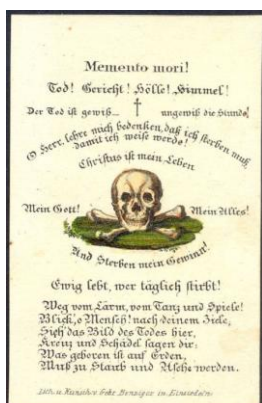 Memento mori!
Tod! Gericht! Hölle! Himmel!
Der Tod ist gewiß... ungewiß die Stunde!
O Herr, lehre mich bedenken, daß ich sterben muß,
damit ich weise werde!
Christus ist mein Leben
Mein Gott! Mein Alles!
Und Sterben mein Gewinn!
Ewig lebt, wer täglich stirbt!
Weg vom Lärm, vom Tanz und Spiele!
Blick', o Mensch! nach deinem Ziele,
Sieh' das Bild des Todes hier,
Kreuz und Schädel sagen dir:
Was geboren ist auf Erden,
Muß zu Staub und Asche werden.
Lith. u. Kunstdr. v. Gebr. Benziger in Einsiedeln